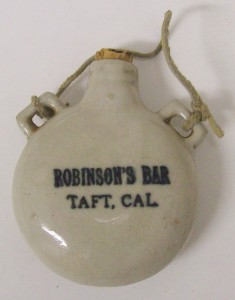 ROBINSON'S BAR
TAFT, CAL.